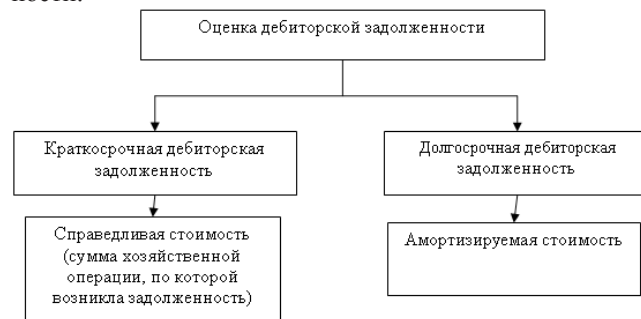 ности.
Оценка дебиторской задолженности
Краткосрочная дебиторская
задолженность
Долгосрочная дебиторская
задолженность
Справедливая стоимость
(сумма хозяйственной
операции, по которой
возникла задолженность)
Амортизируемая стоимость